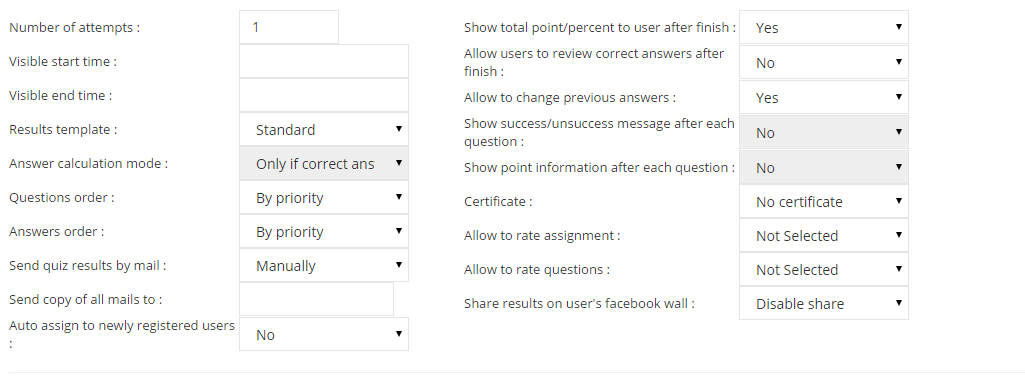 Number of attempts : 1
Visible start time :
Visible end time :
Results template : Standard
Answer calculation mode : Only if correct ans
Questions order : By priority
Answers order : By priority
Send quiz results by mail : Manually
Send copy of all mails to :
Auto assign to newly registered users
: No
Show total point/percent to user after finish : Yes
Allow users to review correct answers after
finish : No
Allow to change previous answers : Yes
Show success/unsuccess message after each
question : No
Show point information after each question : No
Certificate : No certificate
Allow to rate assignment : Not Selected
Allow to rate questions : Not Selected
Share results on user's facebook wall : Disable share